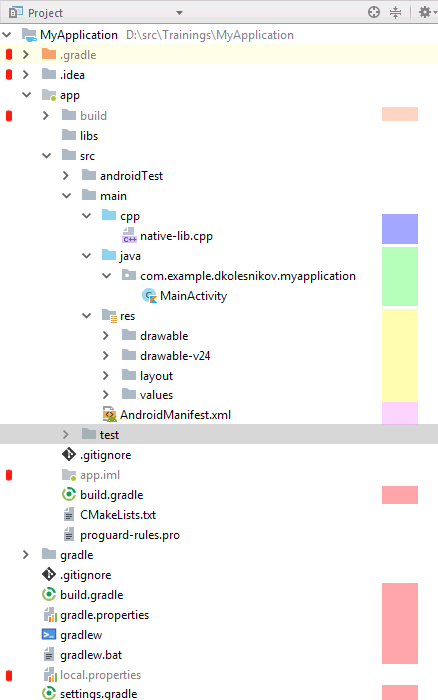 Project
MyApplication D:\src\Trainings\MyApplication
.gradle
.idea
app
build
libs
src
androidTest
main
cpp
native-lib.cpp
java
com.example.dkolesnikov.myapplication
MainActivity
res
drawable
drawable-v24
layout
values
AndroidManifest.xml
test
.gitignore
app.iml
build.gradle
CMakeLists.txt
proguard-rules.pro
gradle
.gitignore
build.gradle
gradle.properties
gradlew
gradlew.bat
local.properties
settings.gradle